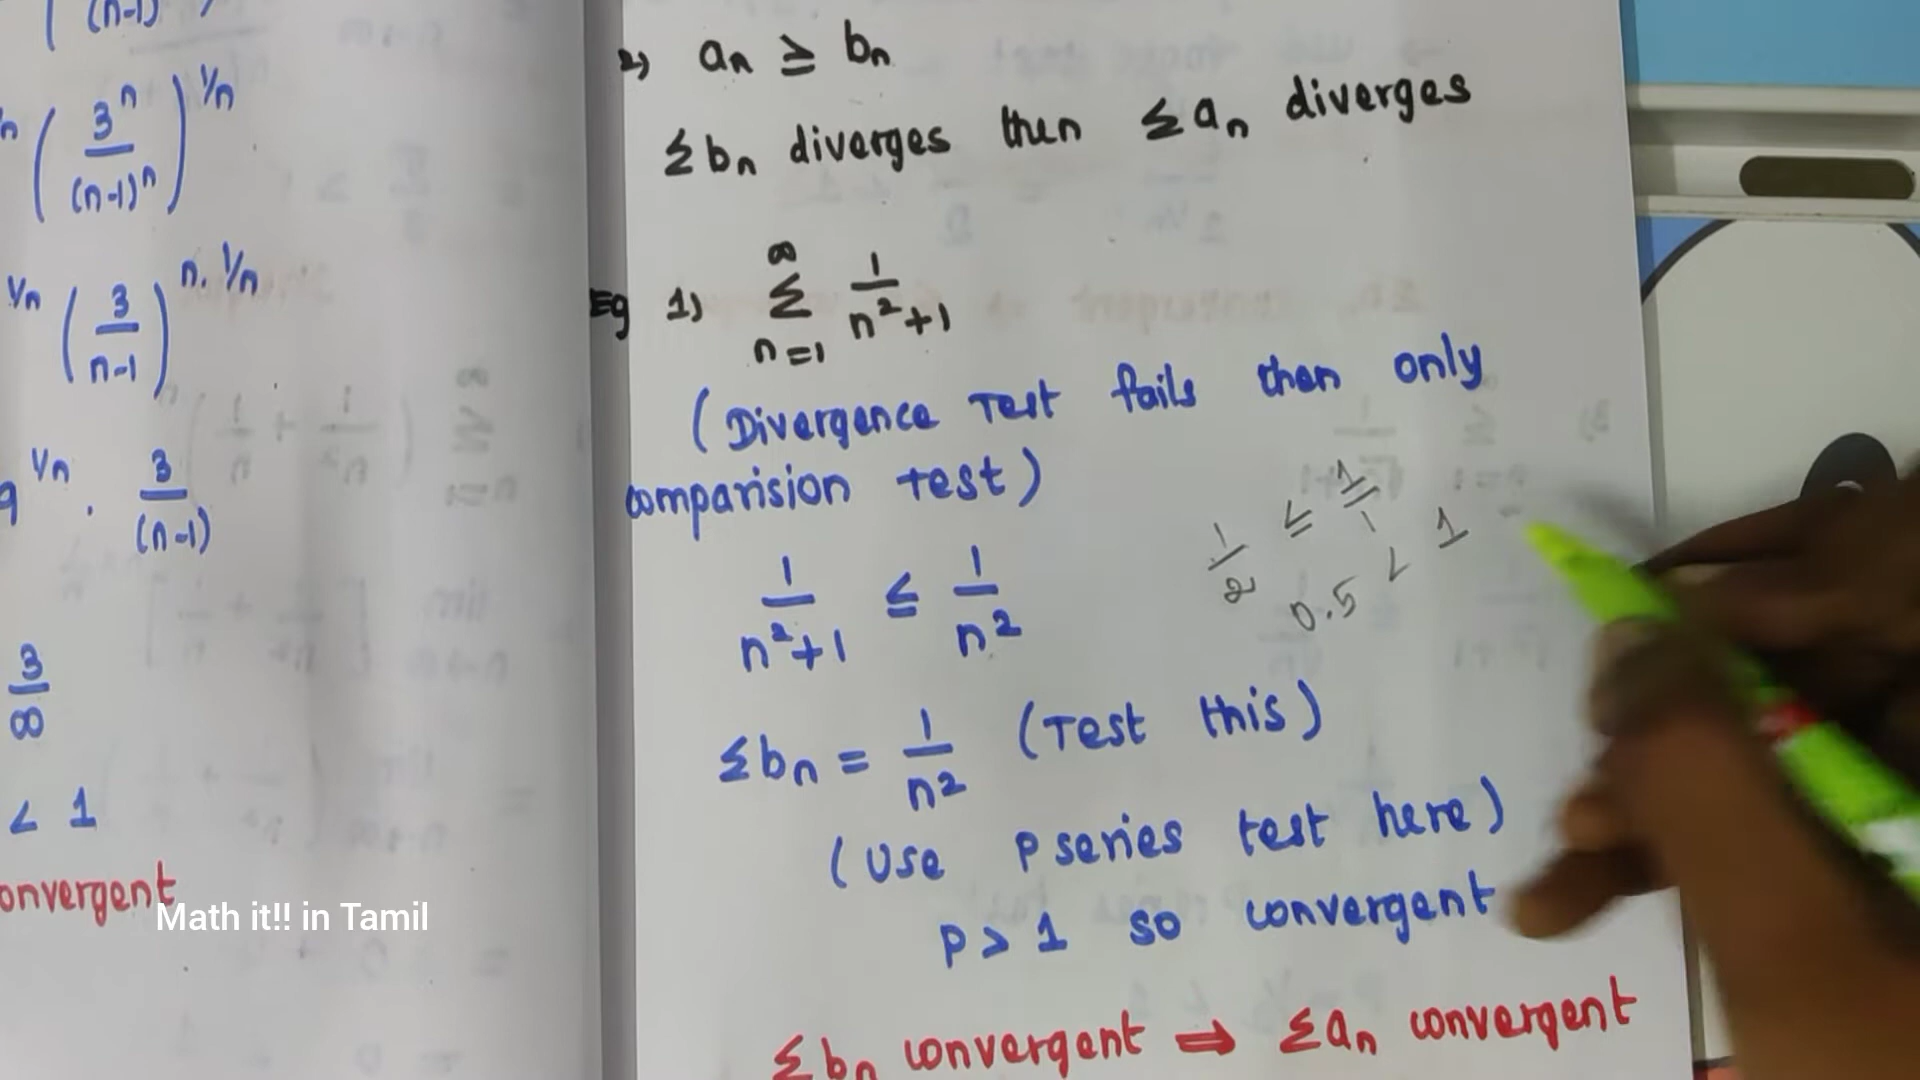 (n-1)
(3ⁿ/(n-1)ⁿ)^1/n
(3/n-1)^n.1/n
9^1/n . 3/(n-1)
3/∞
< 1
onvergent
2) aₙ ≥ bₙ
Σbₙ diverges then Σaₙ diverges
Eg 1) ∞ Σ n=1 1/n²+1
(Divergence Test fails then only
comparision test)
1/n²+1 ≤ 1/n²
1/2 ≤ 1/1
0.5 < 1
Σbₙ = 1/n² (Test this)
(Use P series test here)
P > 1 so convergent
Σbₙ convergent ⇒ Σaₙ convergent
Math it!! in Tamil